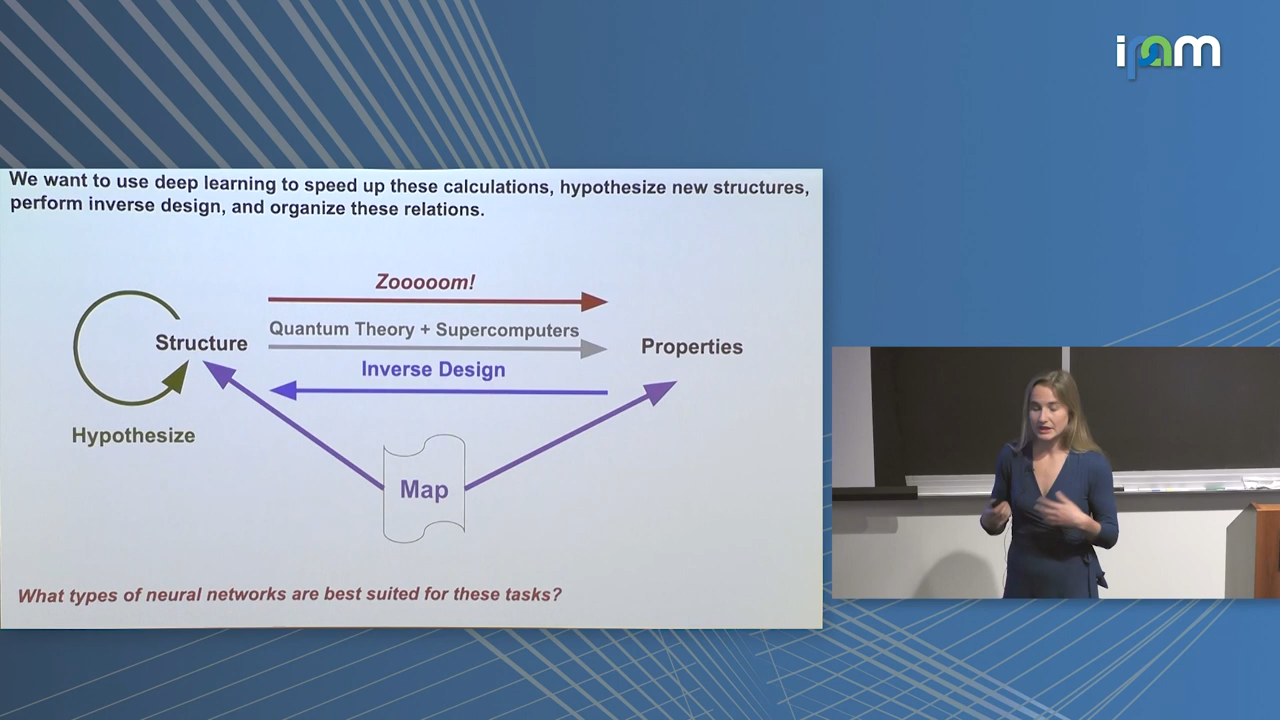 ipam
We want to use deep learning to speed up these calculations, hypothesize new structures,
perform inverse design, and organize these relations.
Zooooom!
Quantum Theory + Supercomputers
Structure
Properties
Inverse Design
Hypothesize
Map
What types of neural networks are best suited for these tasks?